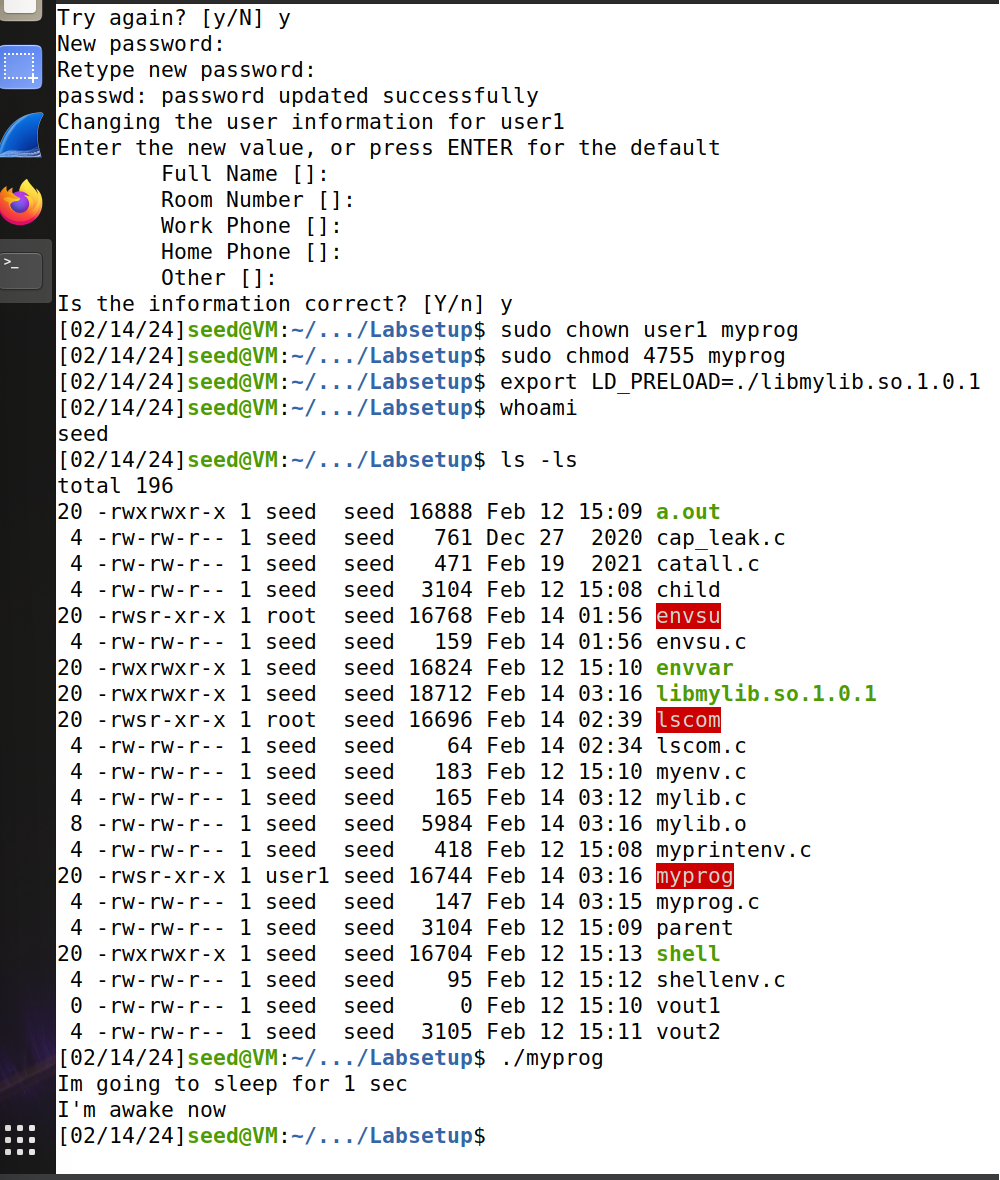 Try again? [y/N] y
New password:
Retype new password:
passwd: password updated successfully
Changing the user information for user1
Enter the new value, or press ENTER for the default
        Full Name []:
        Room Number []:
        Work Phone []:
        Home Phone []:
        Other []:
Is the information correct? [Y/n] y
[02/14/24]seed@VM:~/.../Labsetup$ sudo chown user1 myprog
[02/14/24]seed@VM:~/.../Labsetup$ sudo chmod 4755 myprog
[02/14/24]seed@VM:~/.../Labsetup$ export LD_PRELOAD=./libmylib.so.1.0.1
[02/14/24]seed@VM:~/.../Labsetup$ whoami
seed
[02/14/24]seed@VM:~/.../Labsetup$ ls -ls
total 196
20 -rwxrwxr-x 1 seed  seed 16888 Feb 12 15:09 a.out
 4 -rw-rw-r-- 1 seed  seed   761 Dec 27  2020 cap_leak.c
 4 -rw-rw-r-- 1 seed  seed   471 Feb 19  2021 catall.c
 4 -rw-rw-r-- 1 seed  seed  3104 Feb 12 15:08 child
20 -rwsr-xr-x 1 root  seed 16768 Feb 14 01:56 envsu
 4 -rw-rw-r-- 1 seed  seed   159 Feb 14 01:56 envsu.c
20 -rwxrwxr-x 1 seed  seed 16824 Feb 12 15:10 envvar
20 -rwxrwxr-x 1 seed  seed 18712 Feb 14 03:16 libmylib.so.1.0.1
20 -rwsr-xr-x 1 root  seed 16696 Feb 14 02:39 lscom
 4 -rw-rw-r-- 1 seed  seed    64 Feb 14 02:34 lscom.c
 4 -rw-rw-r-- 1 seed  seed   183 Feb 12 15:10 myenv.c
 4 -rw-rw-r-- 1 seed  seed   165 Feb 14 03:12 mylib.c
 8 -rw-rw-r-- 1 seed  seed  5984 Feb 14 03:16 mylib.o
 4 -rw-rw-r-- 1 seed  seed   418 Feb 12 15:08 myprintenv.c
20 -rwsr-xr-x 1 user1 seed 16744 Feb 14 03:16 myprog
 4 -rw-rw-r-- 1 seed  seed   147 Feb 14 03:15 myprog.c
 4 -rw-rw-r-- 1 seed  seed  3104 Feb 12 15:09 parent
20 -rwxrwxr-x 1 seed  seed 16704 Feb 12 15:13 shell
 4 -rw-rw-r-- 1 seed  seed    95 Feb 12 15:12 shellenv.c
 0 -rw-rw-r-- 1 seed  seed     0 Feb 12 15:10 vout1
 4 -rw-rw-r-- 1 seed  seed  3105 Feb 12 15:11 vout2
[02/14/24]seed@VM:~/.../Labsetup$ ./myprog
Im going to sleep for 1 sec
I'm awake now
[02/14/24]seed@VM:~/.../Labsetup$